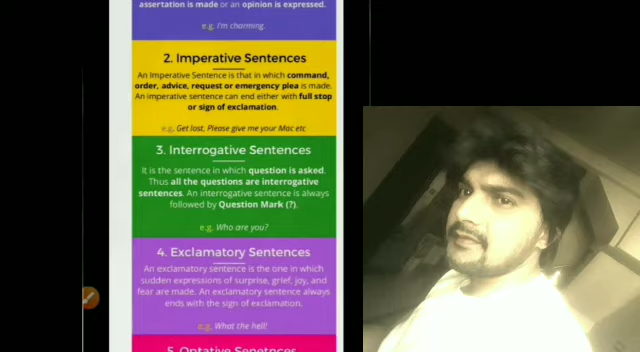 assertation is made or an opinion is expressed.
e.g. I'm charming.
2. Imperative Sentences
An Imperative Sentence is that in which command,
order, advice, request or emergency plea is made.
An imperative sentence can end either with full stop
or sign of exclamation.
e.g. Get lost, Please give me your Mac etc
3. Interrogative Sentences
It is the sentence in which question is asked.
Thus all the questions are interrogative
sentences. An interrogative sentence is always
followed by Question Mark (?).
e.g. Who are you?
4. Exclamatory Sentences
An exclamatory sentence is the one in which
sudden expressions of surprise, grief, joy, and
fear are made. An exclamatory sentence always
ends with the sign of exclamation.
e.g. What the hell!
5. Optative